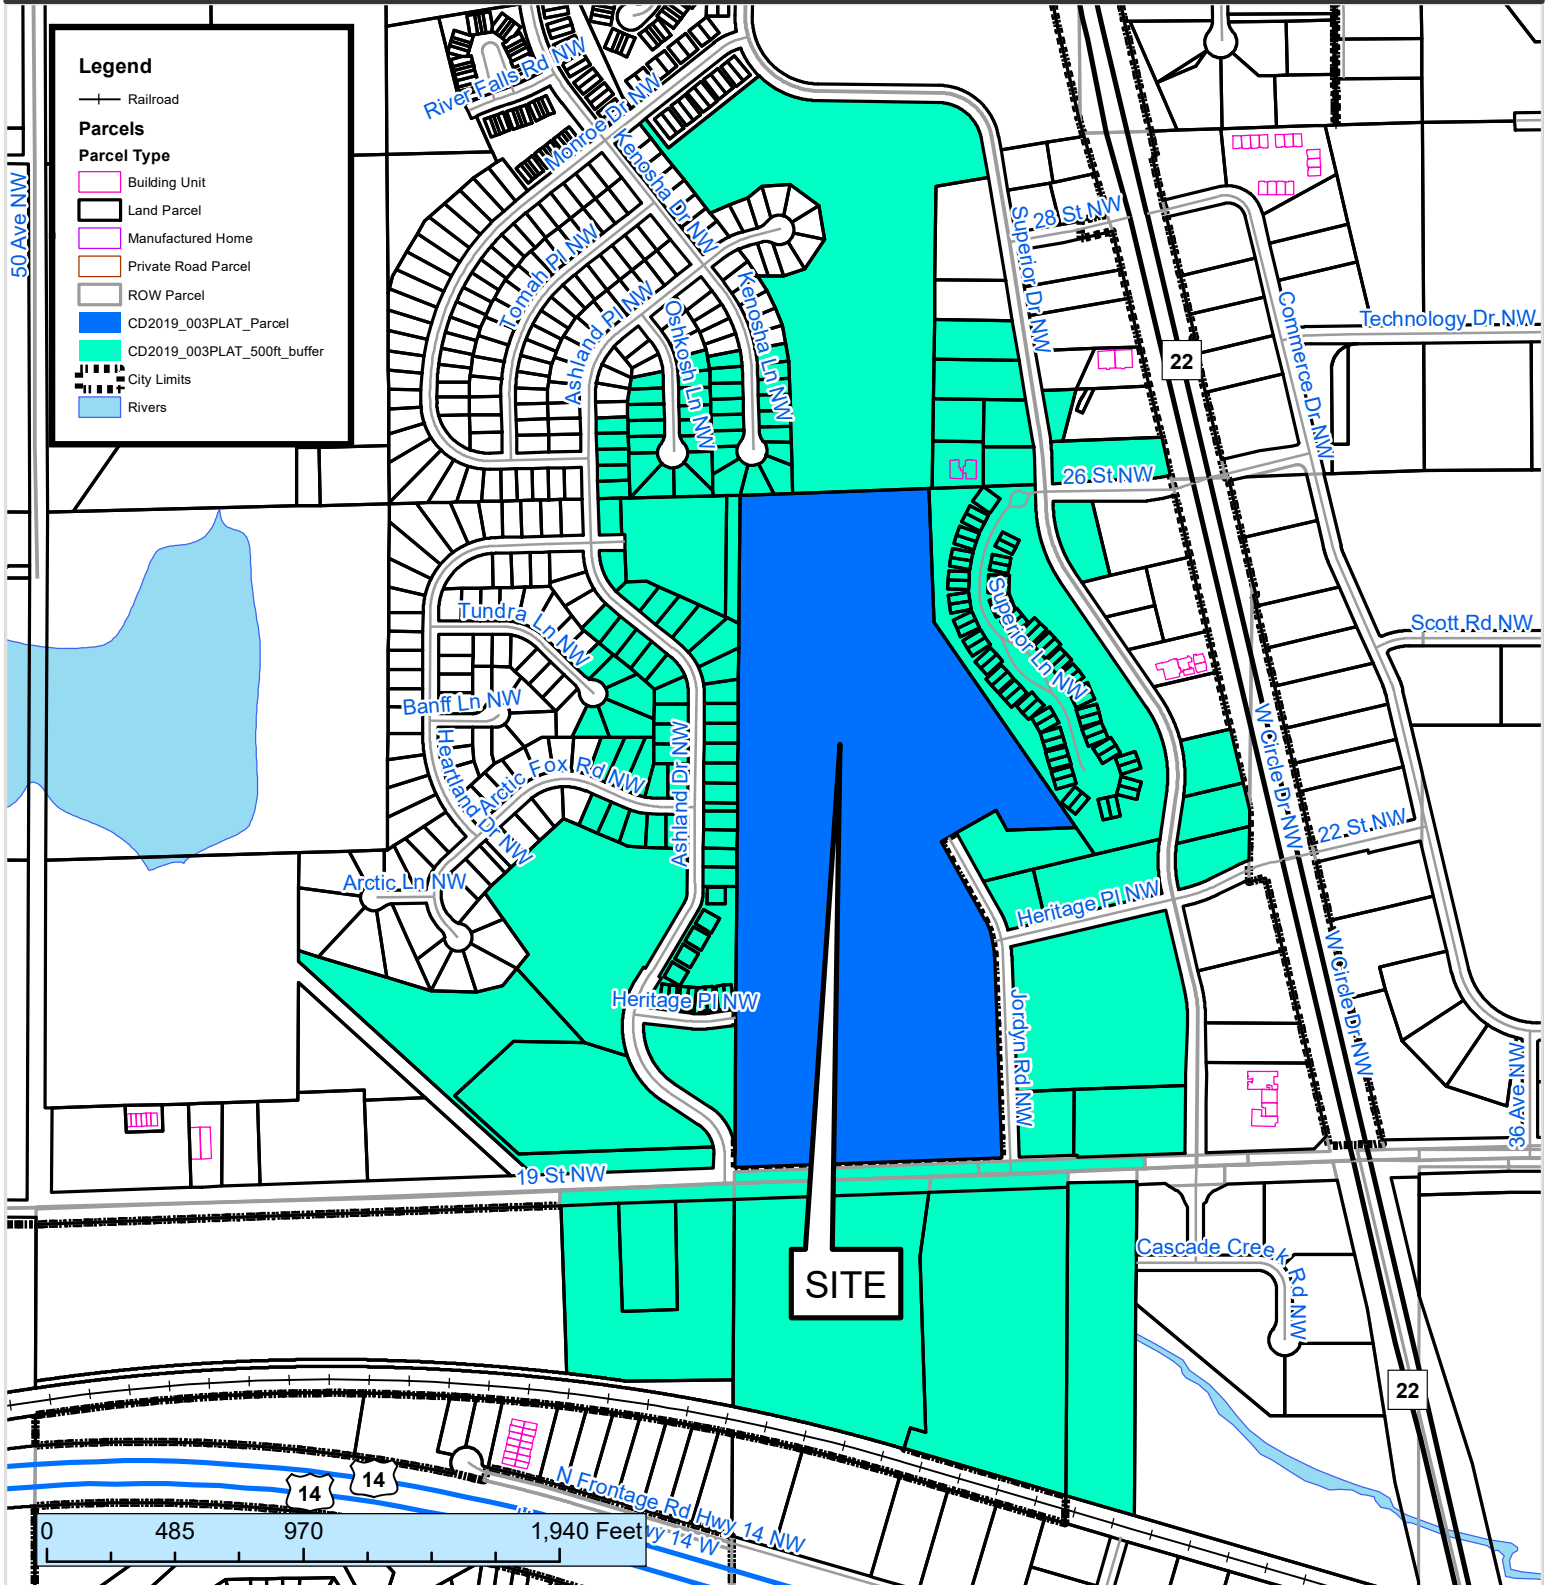 Legend
Railroad
Parcels
Parcel Type
Building Unit
Land Parcel
Manufactured Home
Private Road Parcel
ROW Parcel
CD2019_003PLAT_Parcel
CD2019_003PLAT_500ft_buffer
City Limits
Rivers
50 Ave NW
River Falls Rd NW
Monroe Dr NW
Kenosha Dr NW
Tomah Pl NW
Ashland Pl NW
Oshkosh Ln NW
Kenosha Ln NW
Superior Dr NW
28 St NW
22
Commerce Dr NW
Technology Dr NW
26 St NW
Superior Ln NW
Scott Rd NW
Tundra Ln NW
Banff Ln NW
Heartland Dr NW
Arctic Fox Rd NW
Ashland Dr NW
W Circle Dr NW
22 St NW
Arctic Ln NW
Heritage Pl NW
Heritage Pl NW
Jordyn Rd NW
W Circle Dr NW
36 Ave NW
19 St NW
SITE
Cascade Creek Rd NW
22
14
14
N Frontage Rd Hwy 14 NW
wy 14 W
0 485 970 1,940 Feet